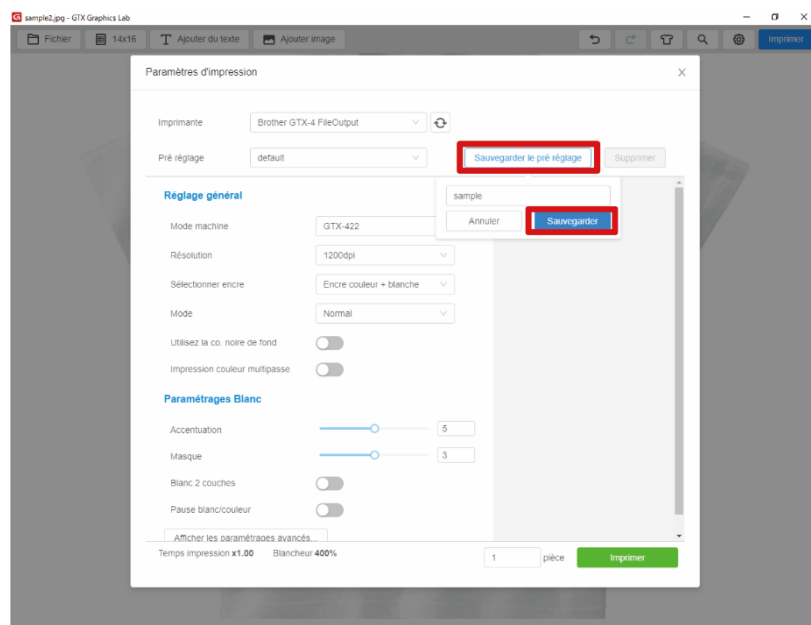 sample2.jpg - GTX Graphics Lab
Fichier 14x16 Ajouter du texte Ajouter image Imprimer
Paramètres d'impression
Imprimante Brother GTX-4 FileOutput
Pré réglage default Sauvegarder le pré réglage Supprimer
sample
Annuler Sauvegarder
Réglage général
Mode machine GTX-422
Résolution 1200dpi
Sélectionner encre Encre couleur + blanche
Mode Normal
Utilisez la co. noire de fond
Impression couleur multipasse
Paramétrages Blanc
Accentuation 5
Masque 3
Blanc 2 couches
Pause blanc/couleur
Afficher les paramétrages avancés...
Temps impression x1.00 Blancheur 400% 1 pièce Imprimer